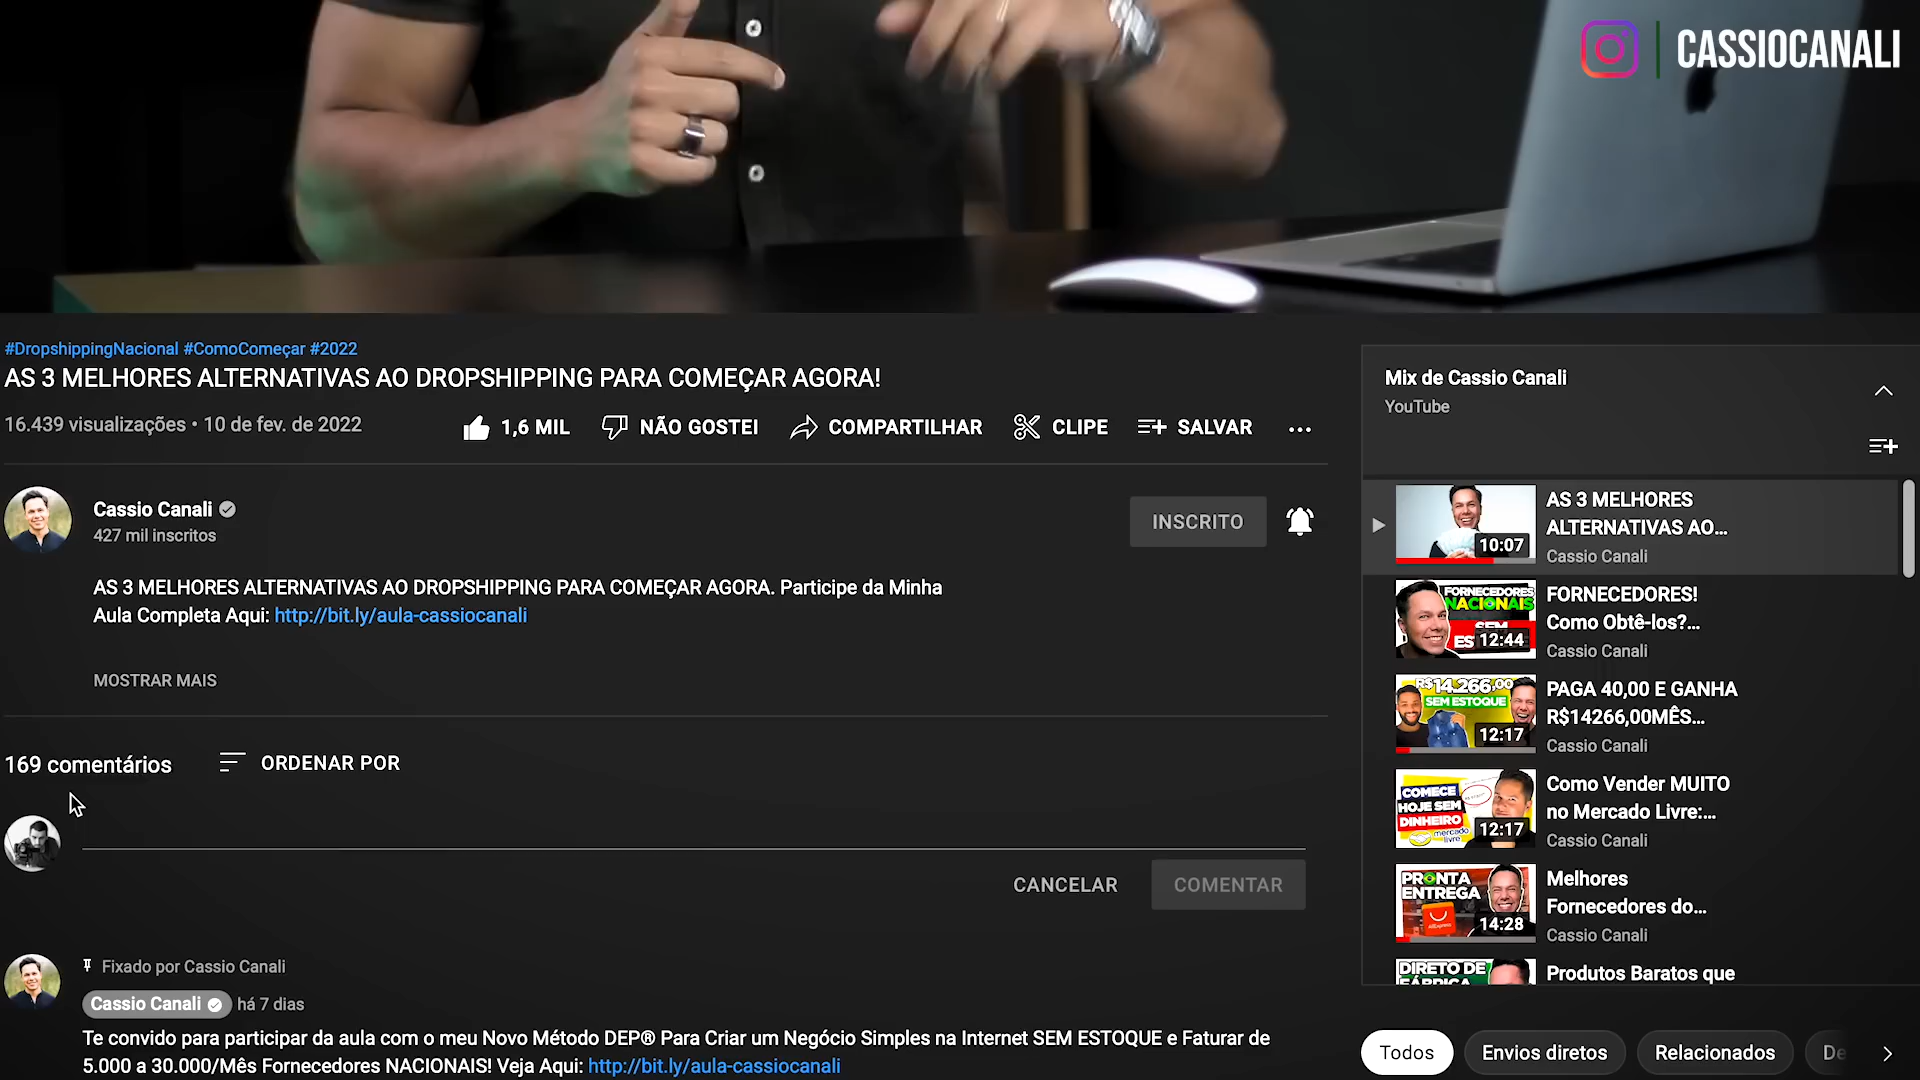 CASSIOCANALI
#DropshippingNacional #ComoComeçar #2022
AS 3 MELHORES ALTERNATIVAS AO DROPSHIPPING PARA COMEÇAR AGORA!
16.439 visualizações • 10 de fev. de 2022
1,6 MIL
NÃO GOSTEI
COMPARTILHAR
CLIPE
SALVAR
Cassio Canali
427 mil inscritos
INSCRITO
AS 3 MELHORES ALTERNATIVAS AO DROPSHIPPING PARA COMEÇAR AGORA. Participe da Minha
Aula Completa Aqui: http://bit.ly/aula-cassiocanali
MOSTRAR MAIS
169 comentários
ORDENAR POR
CANCELAR
COMENTAR
Fixado por Cassio Canali
Cassio Canali há 7 dias
Te convido para participar da aula com o meu Novo Método DEP® Para Criar um Negócio Simples na Internet SEM ESTOQUE e Faturar de
5.000 a 30.000/Mês Fornecedores NACIONAIS! Veja Aqui: http://bit.ly/aula-cassiocanali
Mix de Cassio Canali
YouTube
10:07
AS 3 MELHORES
ALTERNATIVAS AO...
Cassio Canali
FORNECEDORES
NACIONAIS
SEM
ES
12:44
FORNECEDORES!
Como Obtê-los?...
Cassio Canali
R$14.266,00
SEM ESTOQUE
12:17
PAGA 40,00 E GANHA
R$14266,00MÊS...
Cassio Canali
COMECE
HOJE SEM
DINHEIRO
mercado
livre
12:17
Como Vender MUITO
no Mercado Livre:...
Cassio Canali
PRONTA
ENTREGA
AliExpress
14:28
Melhores
Fornecedores do...
Cassio Canali
DIRETO DE
FÁBRICA
Produtos Baratos que
Todos
Envios diretos
Relacionados
De